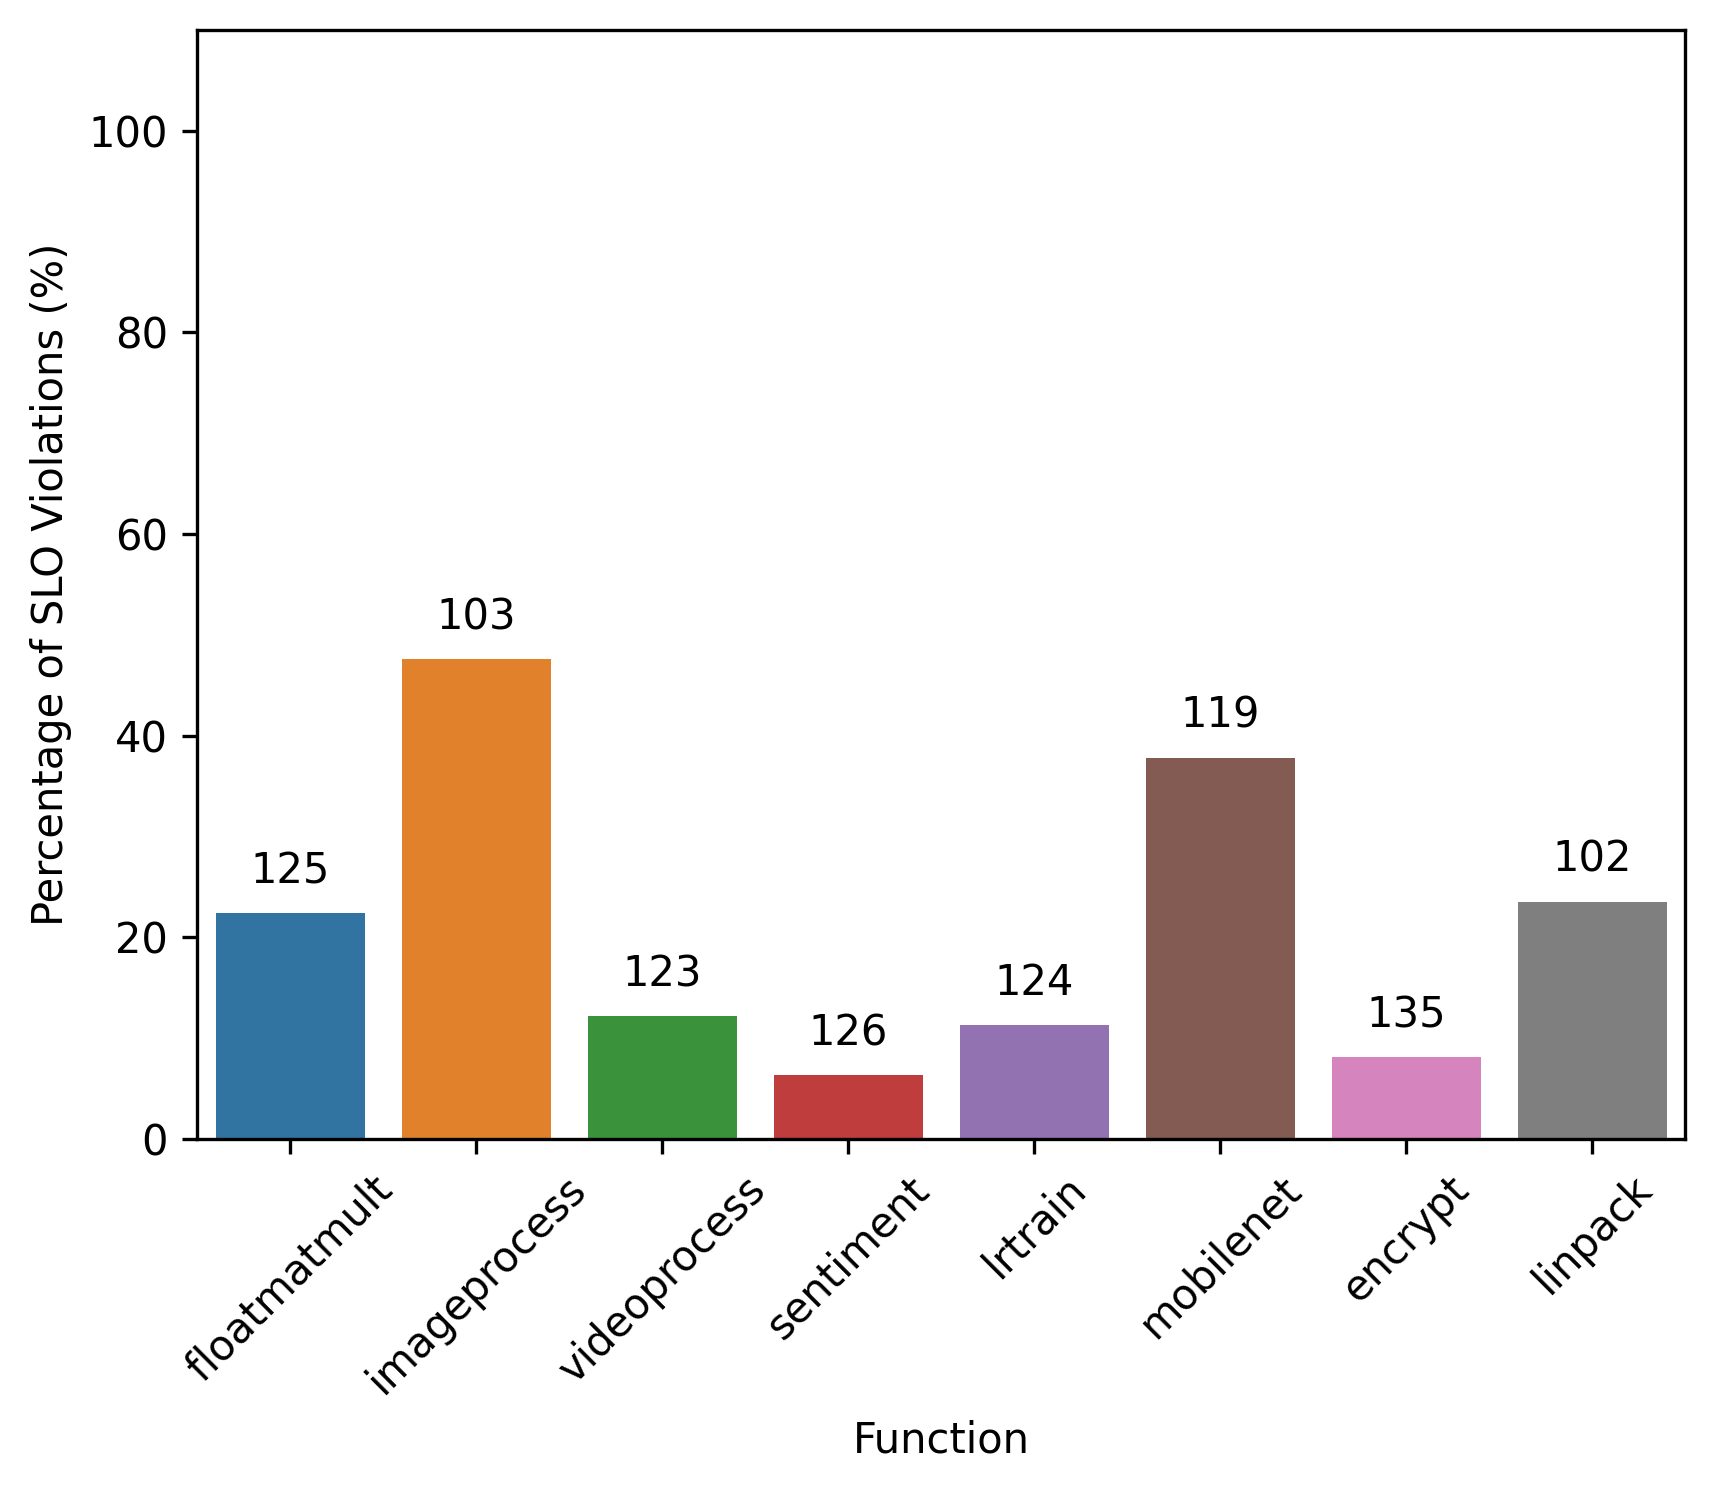 Percentage of SLO Violations (%)
100
80
60
40
20
0
125
103
123
126
124
119
135
102
floatmatmult
imageprocess
videoprocess
sentiment
lrtrain
mobilenet
encrypt
linpack
Function